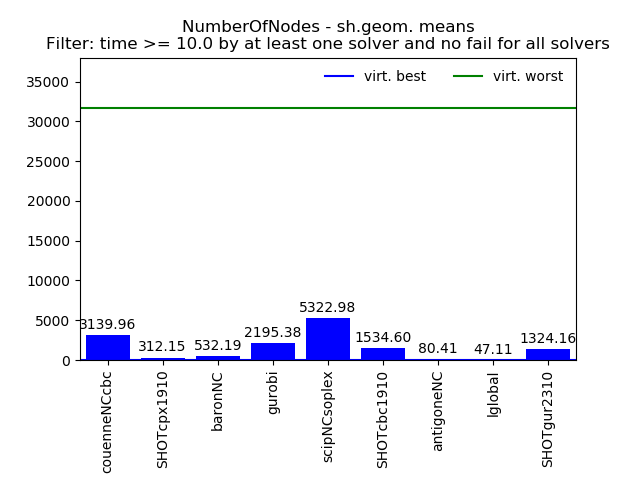 NumberOfNodes - sh.geom. means
Filter: time >= 10.0 by at least one solver and no fail for all solvers
virt. best
virt. worst
35000
30000
25000
20000
15000
10000
5000
0
3139.96
312.15
532.19
2195.38
5322.98
1534.60
80.41
47.11
1324.16
couenneNCcbc
SHOTcpx1910
baronNC
gurobi
scipNCsoplex
SHOTcbc1910
antigoneNC
lglobal
SHOTgur2310